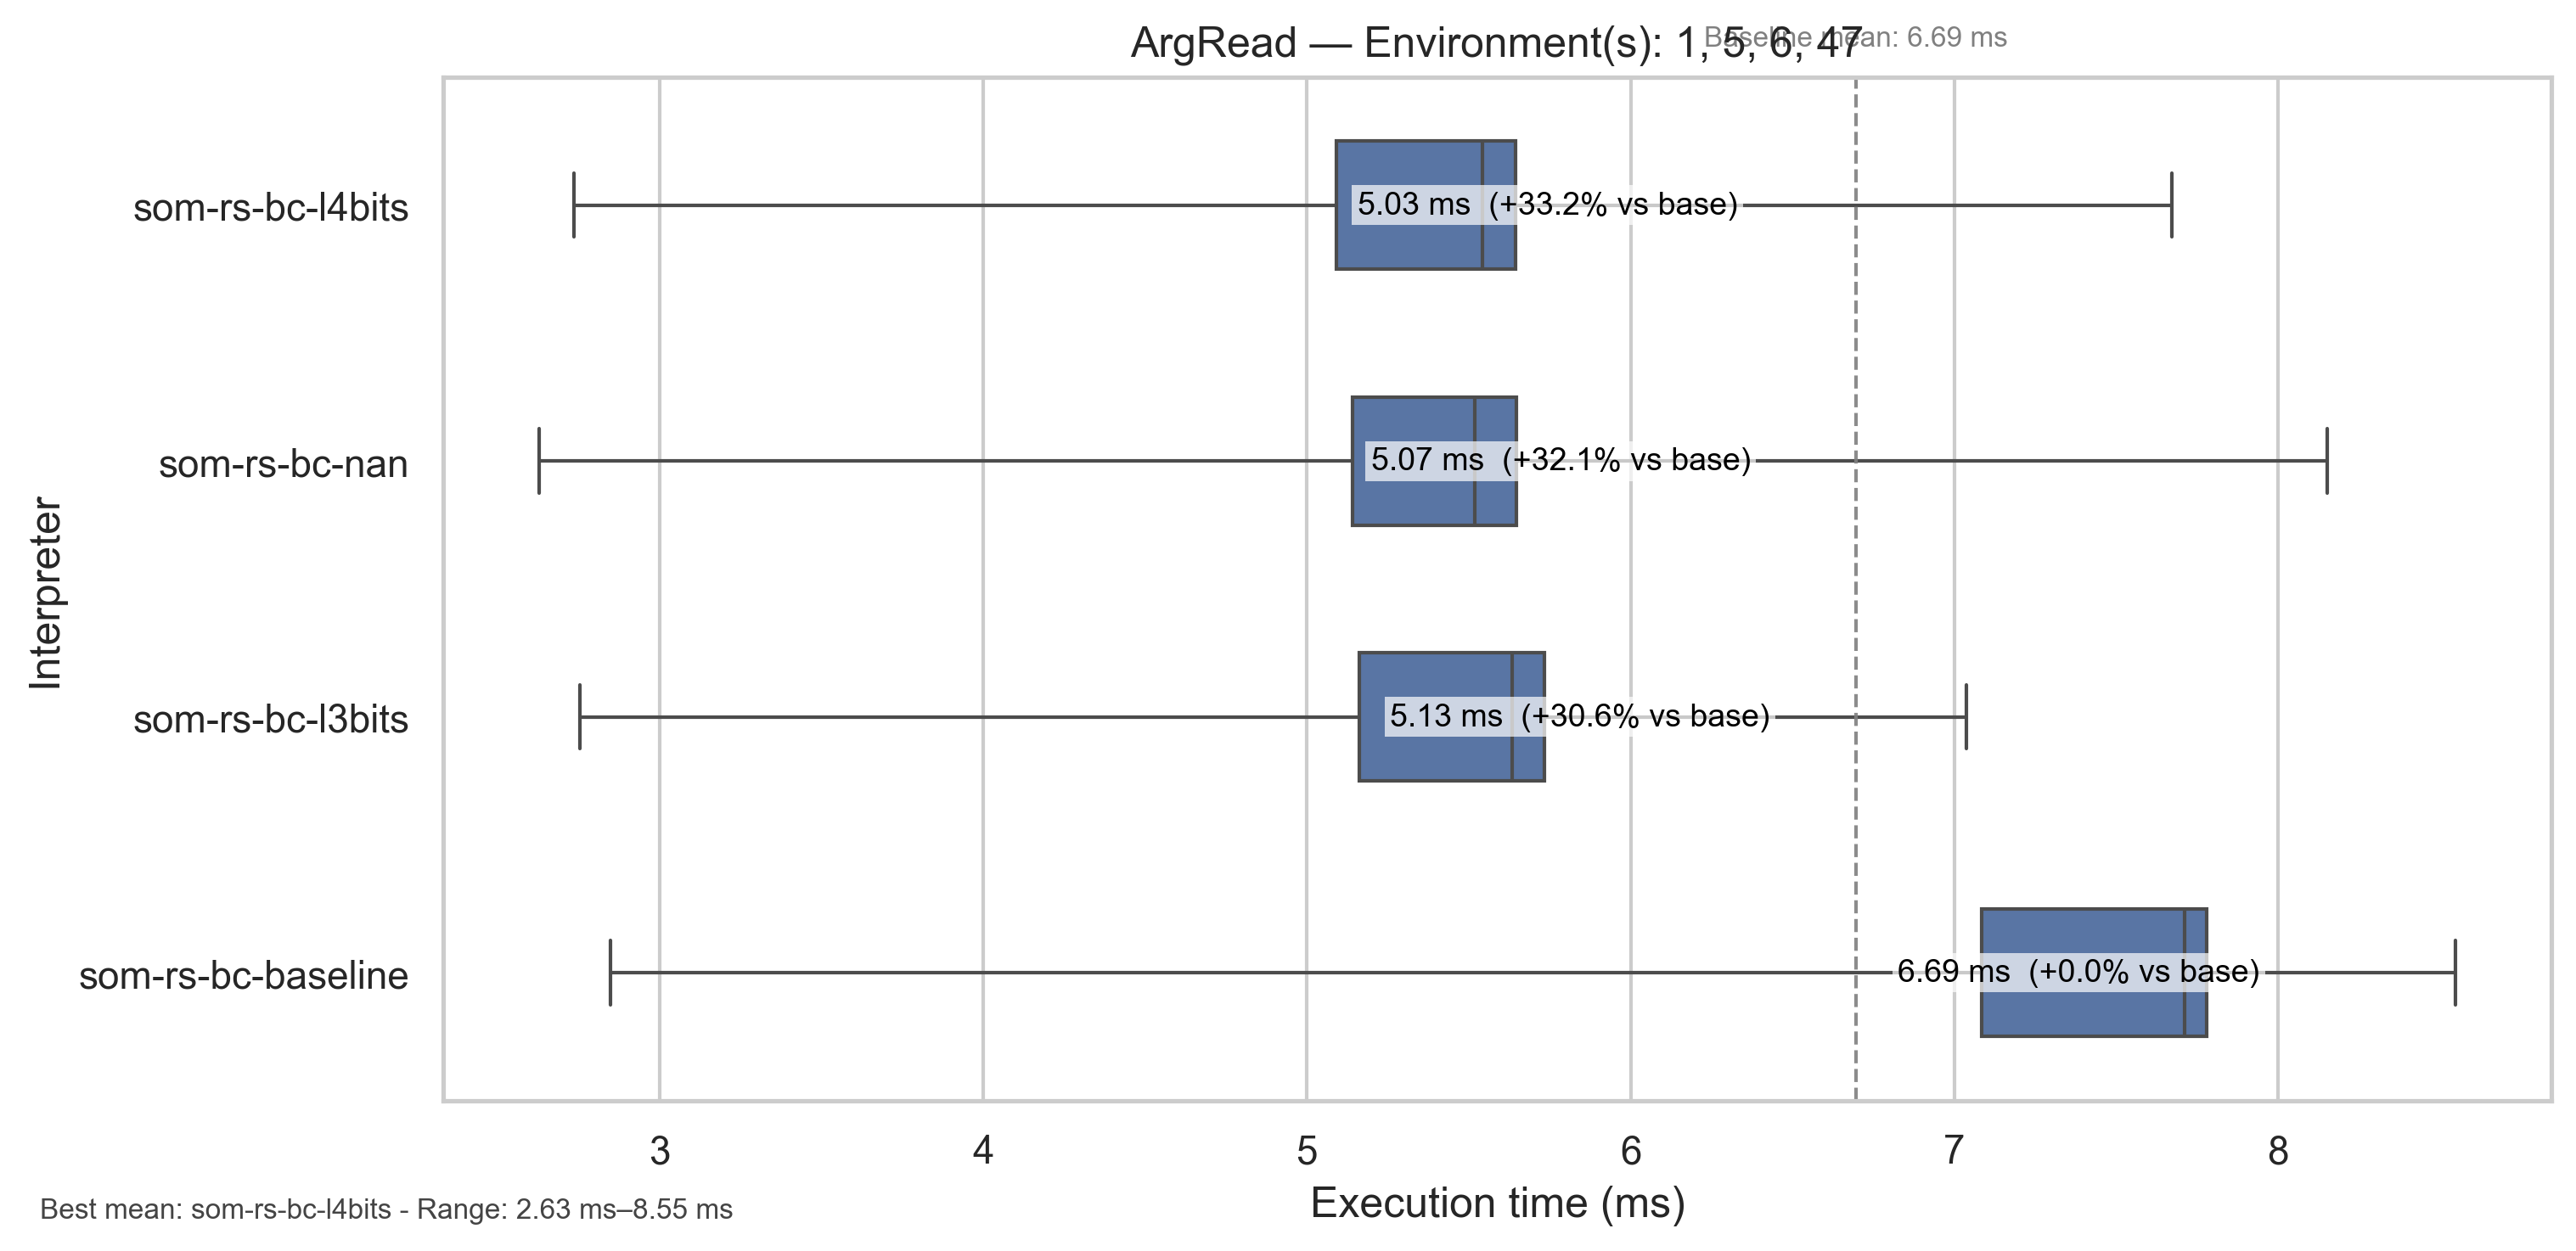 ArgRead — Environment(s): 1, 5, 6, 47
Baseline mean: 6.69 ms
som-rs-bc-l4bits
5.03 ms (+33.2% vs base)
som-rs-bc-nan
5.07 ms (+32.1% vs base)
Interpreter
som-rs-bc-l3bits
5.13 ms (+30.6% vs base)
som-rs-bc-baseline
6.69 ms (+0.0% vs base)
3 4 5 6 7 8
Execution time (ms)
Best mean: som-rs-bc-l4bits - Range: 2.63 ms–8.55 ms